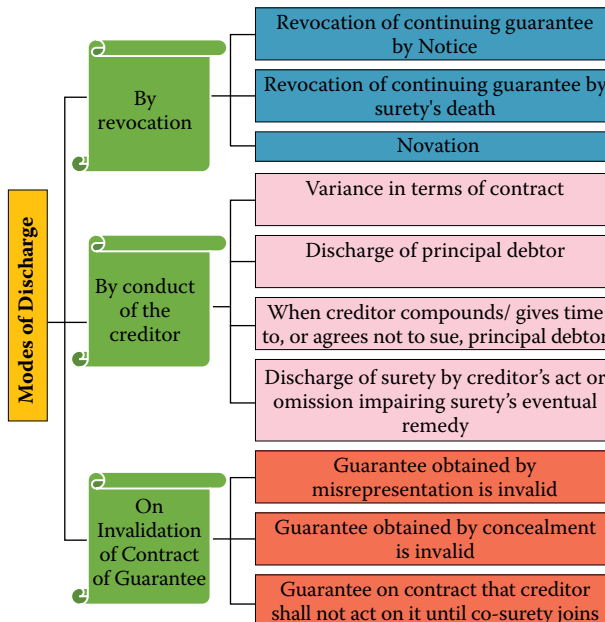 Modes of Discharge
By
revocation
Revocation of continuing guarantee
by Notice
Revocation of continuing guarantee by
surety's death
Novation
By conduct
of the
creditor
Variance in terms of contract
Discharge of principal debtor
When creditor compounds/ gives time
to, or agrees not to sue, principal debtor
Discharge of surety by creditor’s act or
omission impairing surety’s eventual
remedy
On
Invalidation
of Contract
of Guarantee
Guarantee obtained by
misrepresentation is invalid
Guarantee obtained by concealment
is invalid
Guarantee on contract that creditor
shall not act on it until co-surety joins